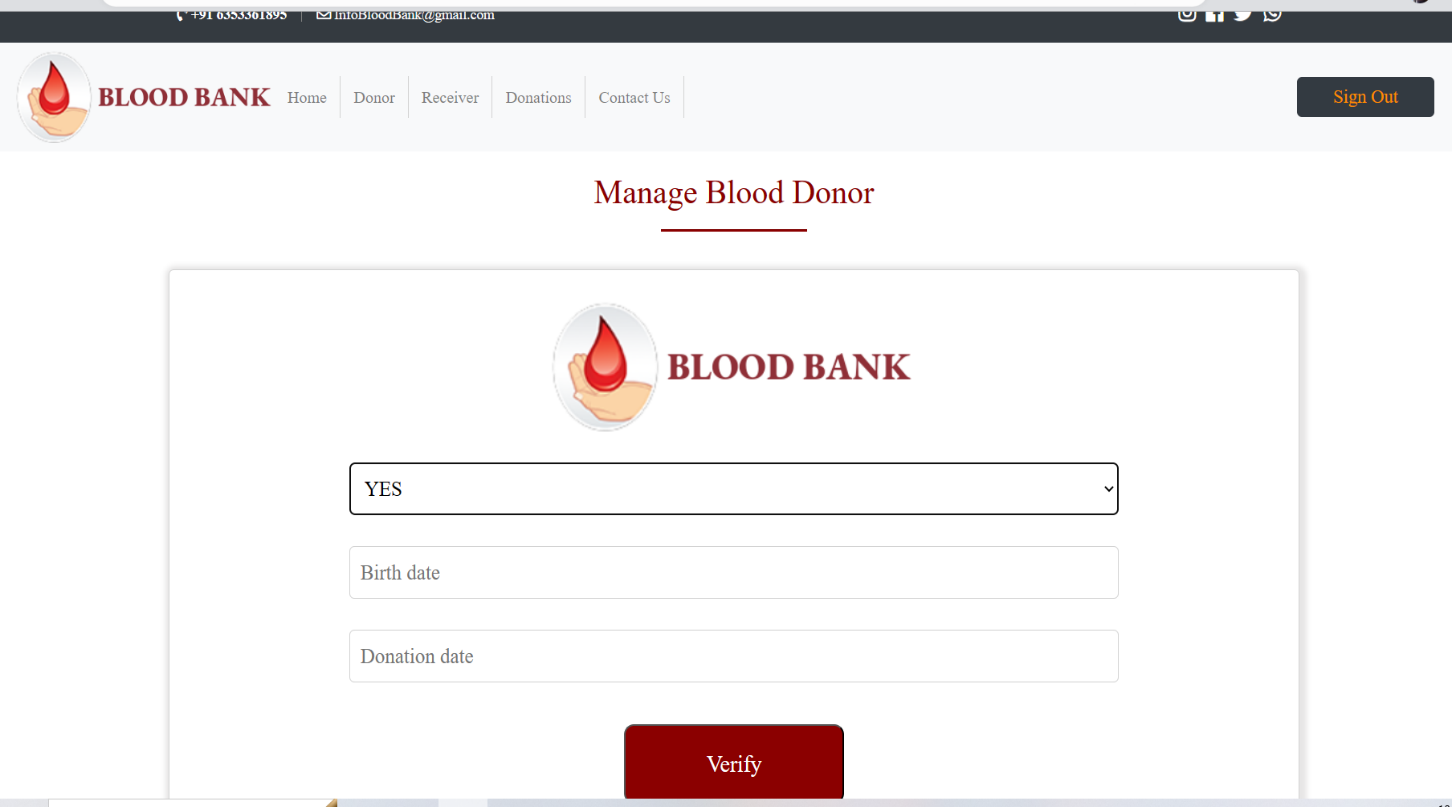 +91 6353361895 InfoBloodBank@gmail.com
BLOOD BANK Home Donor Receiver Donations Contact Us Sign Out
Manage Blood Donor
BLOOD BANK
YES
Birth date
Donation date
Verify